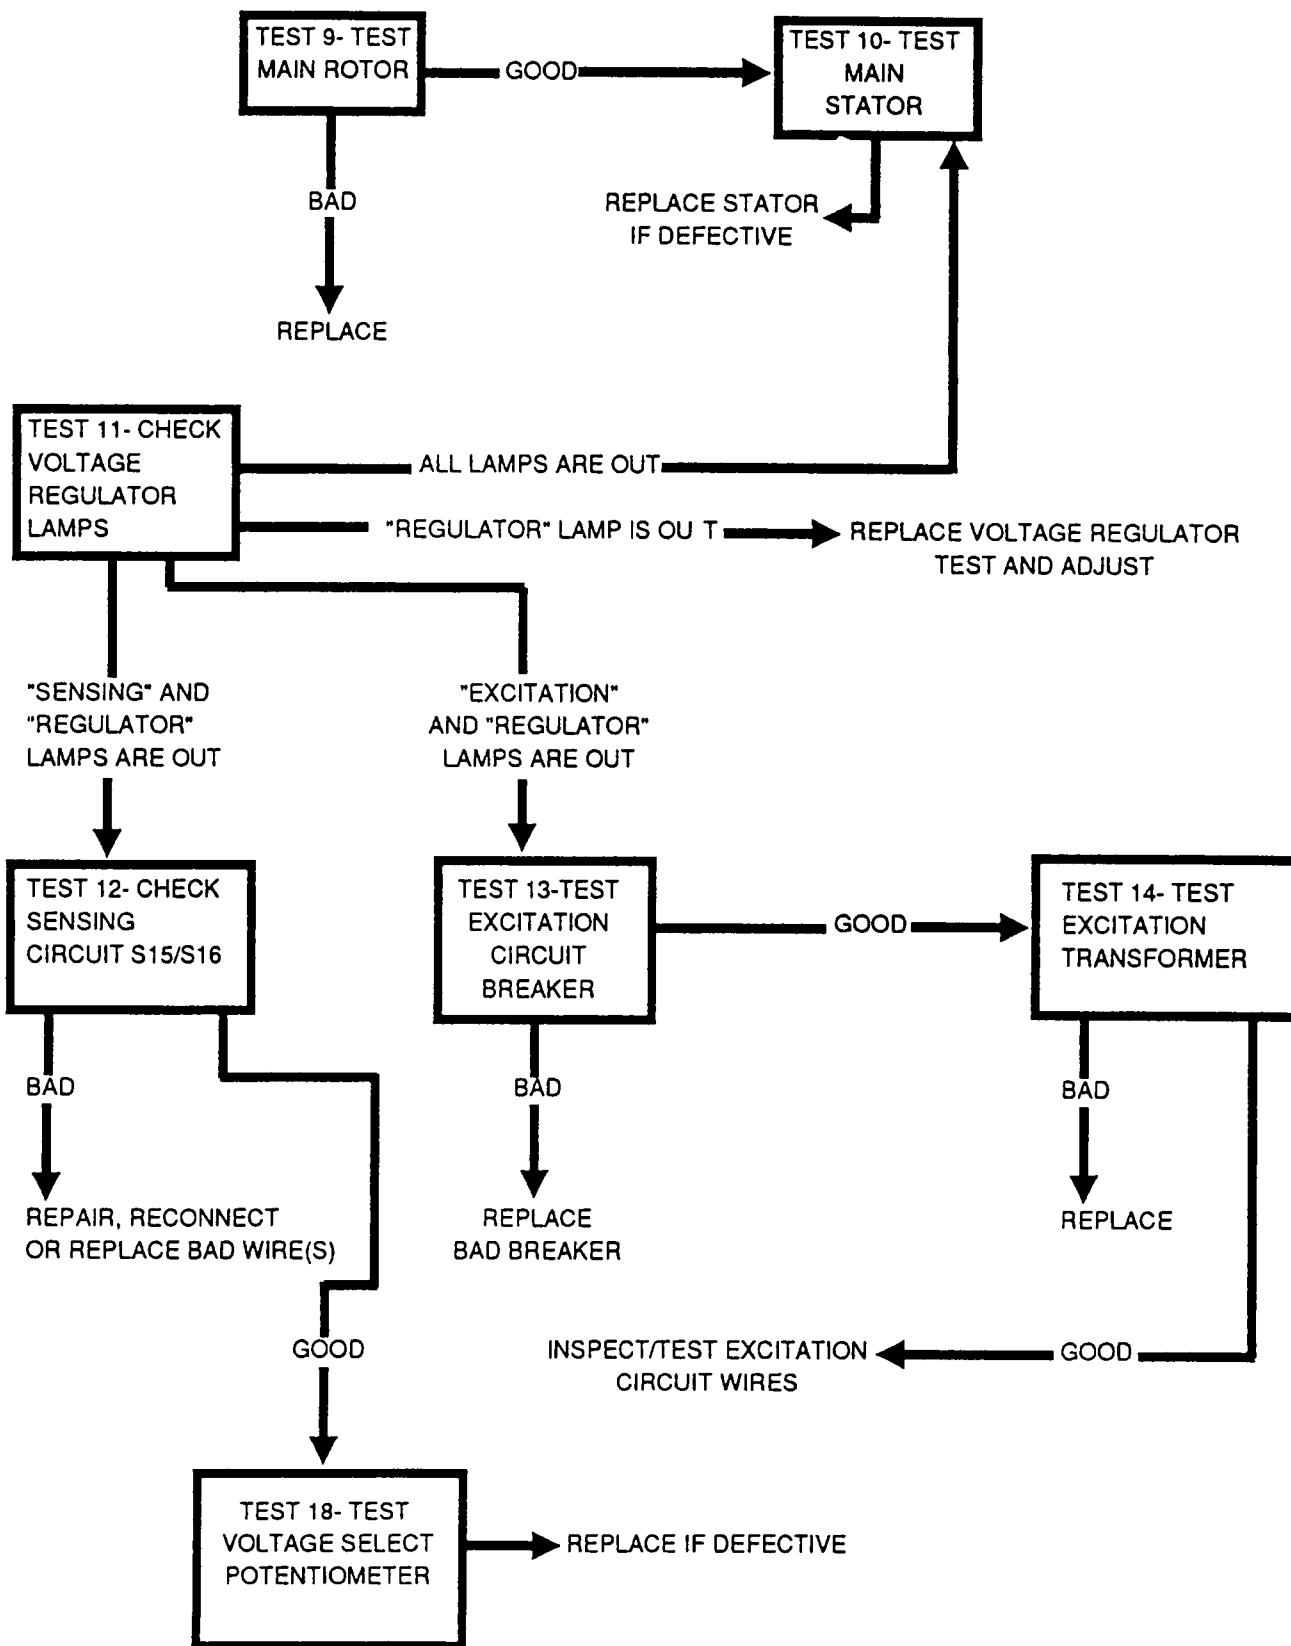 TEST 9- TEST
MAIN ROTOR
GOOD
TEST 10- TEST
MAIN
STATOR
BAD
REPLACE STATOR
IF DEFECTIVE
REPLACE
TEST 11- CHECK
VOLTAGE
REGULATOR
LAMPS
ALL LAMPS ARE OUT
"REGULATOR" LAMP IS OU T
REPLACE VOLTAGE REGULATOR
TEST AND ADJUST
"SENSING" AND
"REGULATOR"
LAMPS ARE OUT
"EXCITATION"
AND "REGULATOR"
LAMPS ARE OUT
TEST 12- CHECK
SENSING
CIRCUIT S15/S16
TEST 13-TEST
EXCITATION
CIRCUIT
BREAKER
GOOD
TEST 14- TEST
EXCITATION
TRANSFORMER
BAD
BAD
BAD
REPAIR, RECONNECT
OR REPLACE BAD WIRE(S)
REPLACE
BAD BREAKER
REPLACE
GOOD
INSPECT/TEST EXCITATION
CIRCUIT WIRES
GOOD
TEST 18- TEST
VOLTAGE SELECT
POTENTIOMETER
REPLACE IF DEFECTIVE